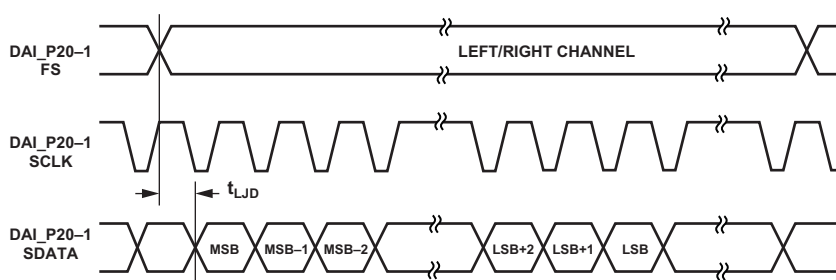 DAI_P20–1
FS
LEFT/RIGHT CHANNEL
DAI_P20–1
SCLK
tLJD
DAI_P20–1
SDATA
MSB
MSB–1
MSB–2
LSB+2
LSB+1
LSB